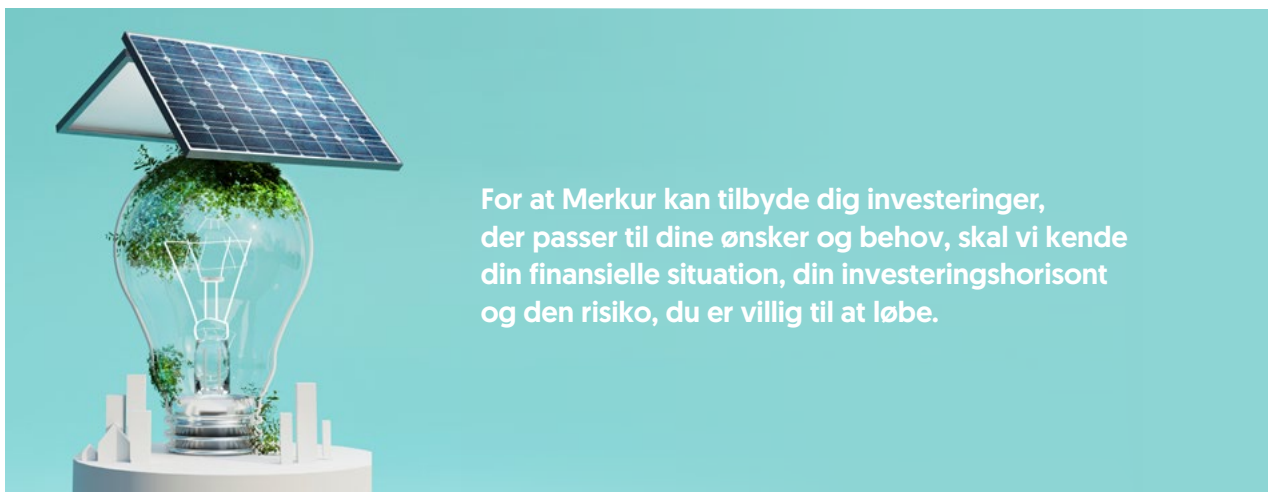 For at Merkur kan tilbyde dig investeringer,
der passer til dine ønsker og behov, skal vi kende
din finansielle situation, din investeringshorisont
og den risiko, du er villig til at løbe.